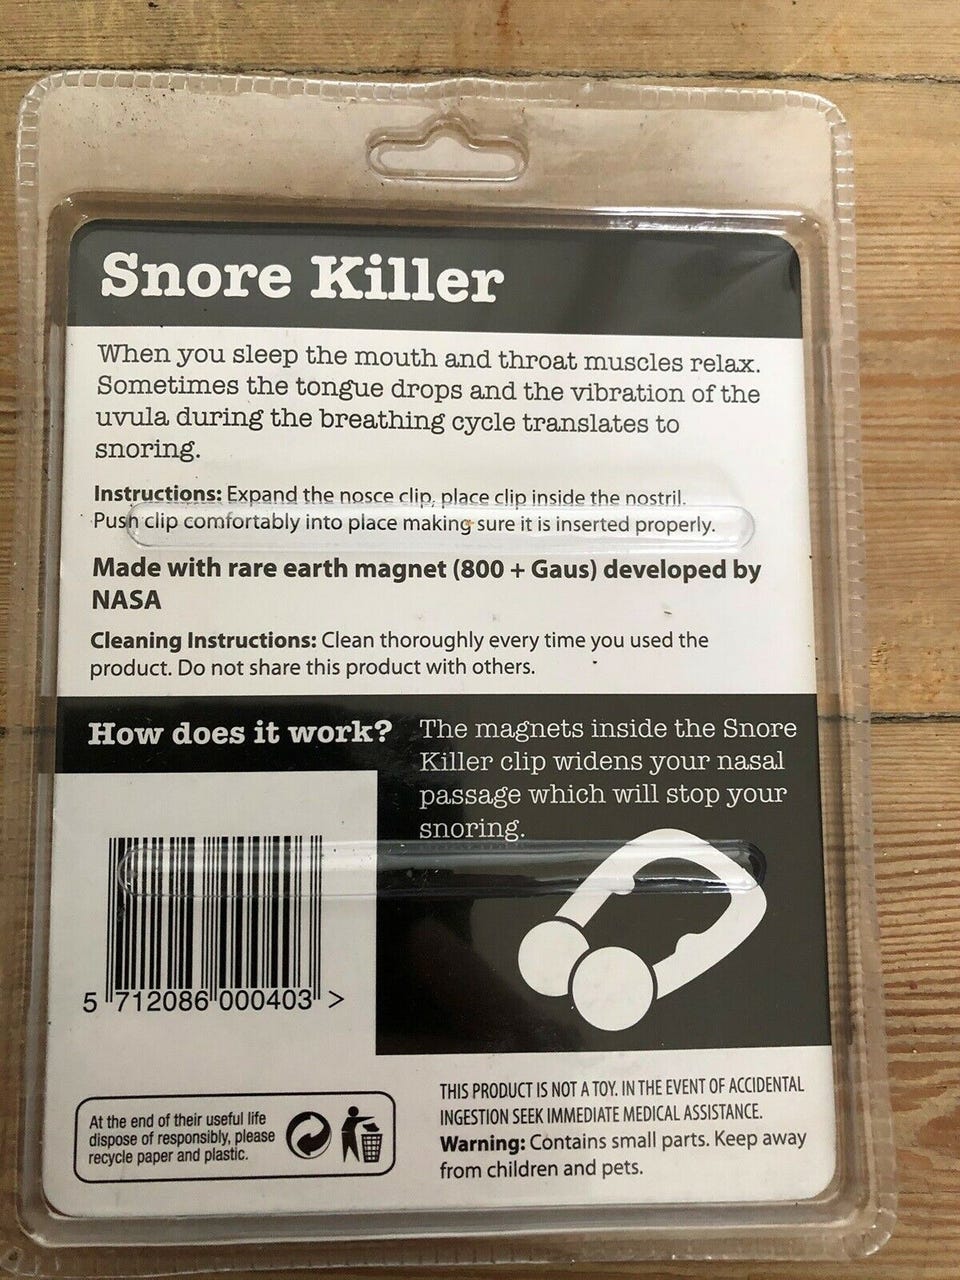 Snore Killer
When you sleep the mouth and throat muscles relax.
Sometimes the tongue drops and the vibration of the
uvula during the breathing cycle translates to
snoring.
Instructions: Expand the nosce clip, place clip inside the nostril.
Push clip comfortably into place making sure it is inserted properly.
Made with rare earth magnet (800 + Gaus) developed by
NASA
Cleaning Instructions: Clean thoroughly every time you used the
product. Do not share this product with others.
How does it work?
The magnets inside the Snore
Killer clip widens your nasal
passage which will stop your
snoring.
5 712086 000403 >
At the end of their useful life
dispose of responsibly, please
recycle paper and plastic.
THIS PRODUCT IS NOT A TOY. IN THE EVENT OF ACCIDENTAL
INGESTION SEEK IMMEDIATE MEDICAL ASSISTANCE.
Warning: Contains small parts. Keep away
from children and pets.